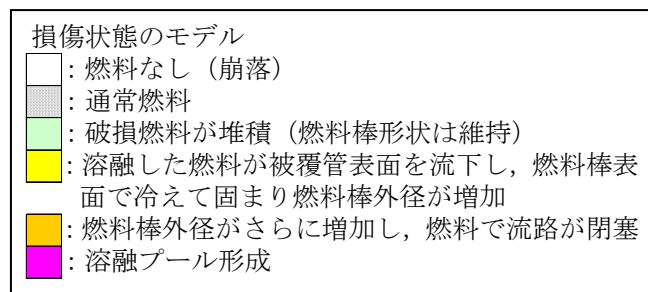 損傷状態のモデル
：燃料なし（崩落）
：通常燃料
：破損燃料が堆積（燃料棒形状は維持）
：溶融した燃料が被覆管表面を流下し，燃料棒表
面で冷えて固まり燃料棒外径が増加
：燃料棒外径がさらに増加し，燃料で流路が閉塞
：溶融プール形成